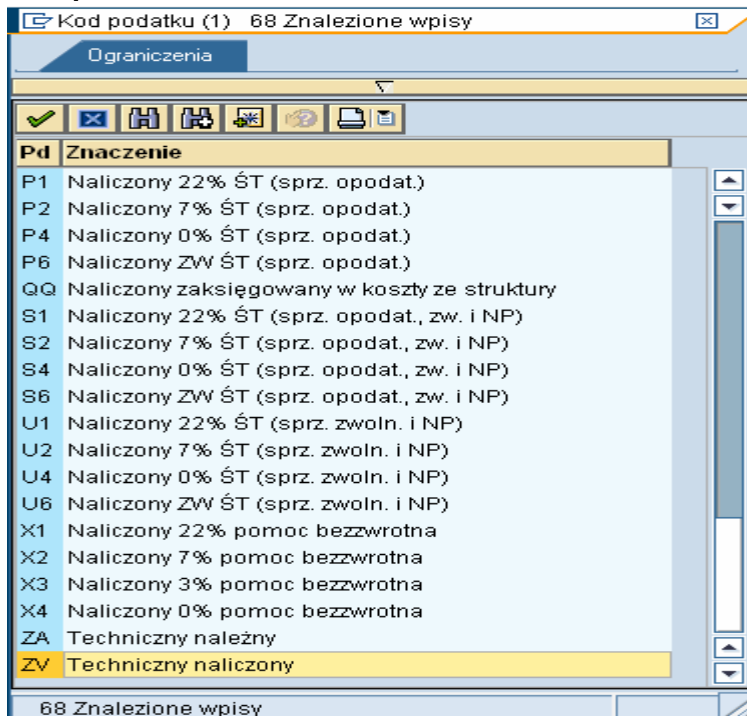 Kod podatku (1) 68 Znalezione wpisy
Ograniczenia
Pd Znaczenie
P1 Naliczony 22% ŚT (sprz. opodat.)
P2 Naliczony 7% ŚT (sprz. opodat.)
P4 Naliczony 0% ŚT (sprz. opodat.)
P6 Naliczony ZW ŚT (sprz. opodat.)
QQ Naliczony zaksięgowany w koszty ze struktury
S1 Naliczony 22% ŚT (sprz. opodat., zw. i NP)
S2 Naliczony 7% ŚT (sprz. opodat., zw. i NP)
S4 Naliczony 0% ŚT (sprz. opodat., zw. i NP)
S6 Naliczony ZW ŚT (sprz. opodat., zw. i NP)
U1 Naliczony 22% ŚT (sprz. zwoln. i NP)
U2 Naliczony 7% ŚT (sprz. zwoln. i NP)
U4 Naliczony 0% ŚT (sprz. zwoln. i NP)
U6 Naliczony ZW ŚT (sprz. zwoln. i NP)
X1 Naliczony 22% pomoc bezzwrotna
X2 Naliczony 7% pomoc bezzwrotna
X3 Naliczony 3% pomoc bezzwrotna
X4 Naliczony 0% pomoc bezzwrotna
ZA Techniczny należny
ZV Techniczny naliczony
68 Znalezione wpisy